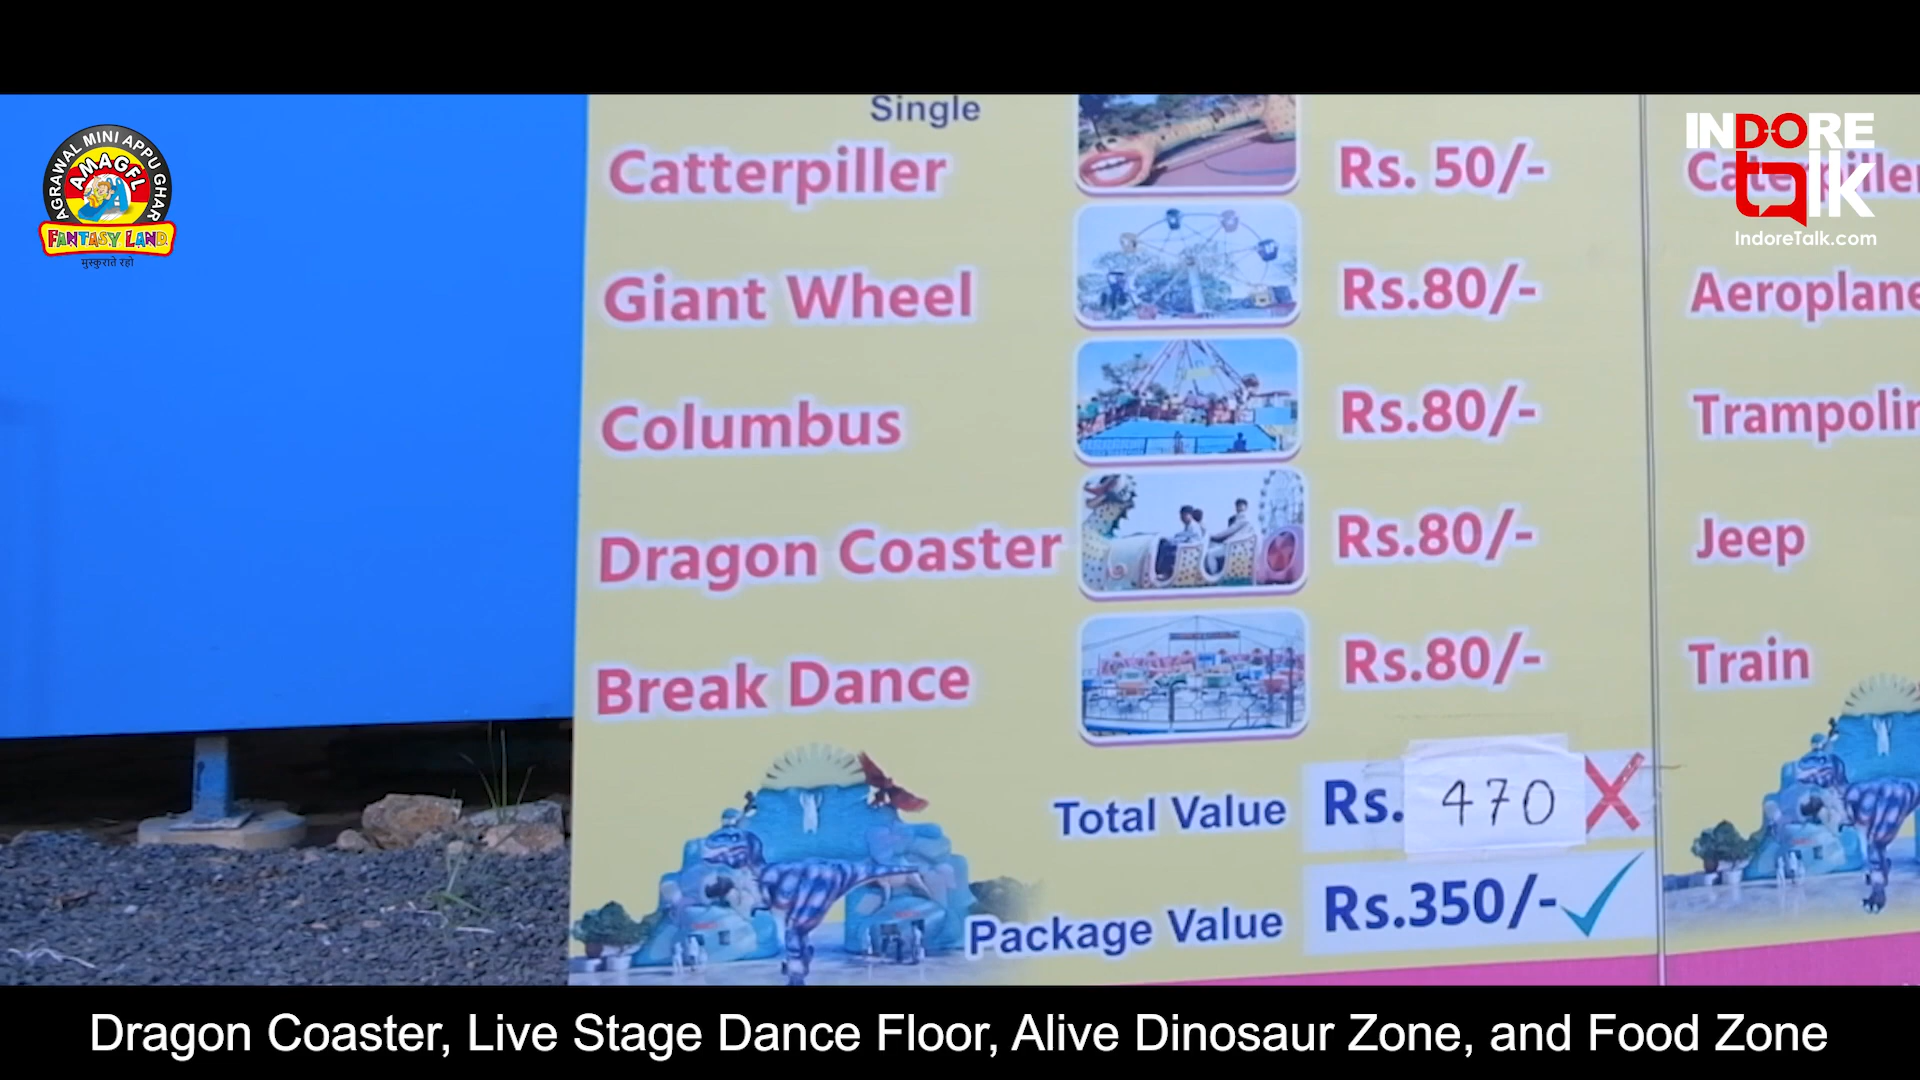 AGRAWAL MINI APPU GHAR
AMAGFL
FANTASY LAND
मुस्कुराते रहो
INDORE
talk
IndoreTalk.com
Single
Catterpiller Rs. 50/-
Giant Wheel Rs.80/-
Columbus Rs.80/-
Dragon Coaster Rs.80/-
Break Dance Rs.80/-
Total Value Rs. 470
Package Value Rs.350/-
Aeroplane
Jeep
Train
Dragon Coaster, Live Stage Dance Floor, Alive Dinosaur Zone, and Food Zone